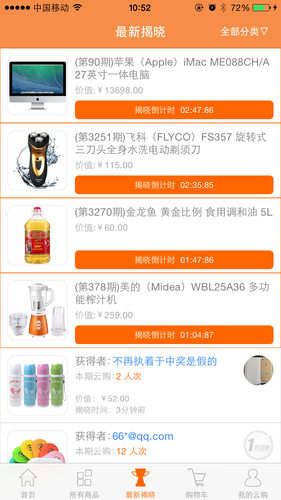 中国移动
10:52
最新揭晓
全部分类▽
(第90期)苹果（Apple）iMac ME088CH/A
27英寸一体电脑
价值：￥13698.00
揭晓倒计时 02:47:86
(第3251期)飞科（FLYCO）FS357 旋转式
三刀头全身水洗电动剃须刀
价值：￥115.00
揭晓倒计时 02:35:85
(第3270期)金龙鱼 黄金比例 食用调和油 5L
价值：￥60.00
揭晓倒计时 01:47:86
(第378期)美的（Midea）WBL25A36 多功
能榨汁机
价值：￥259.00
揭晓倒计时 01:04:87
获得者：不再执着于中奖是假的
本期云购：2 人次
价值：￥52.00
揭晓时间：3分钟前
获得者：66*@qq.com
本期云购：12 人次
首页
所有商品
最新揭晓
购物车
我的云购